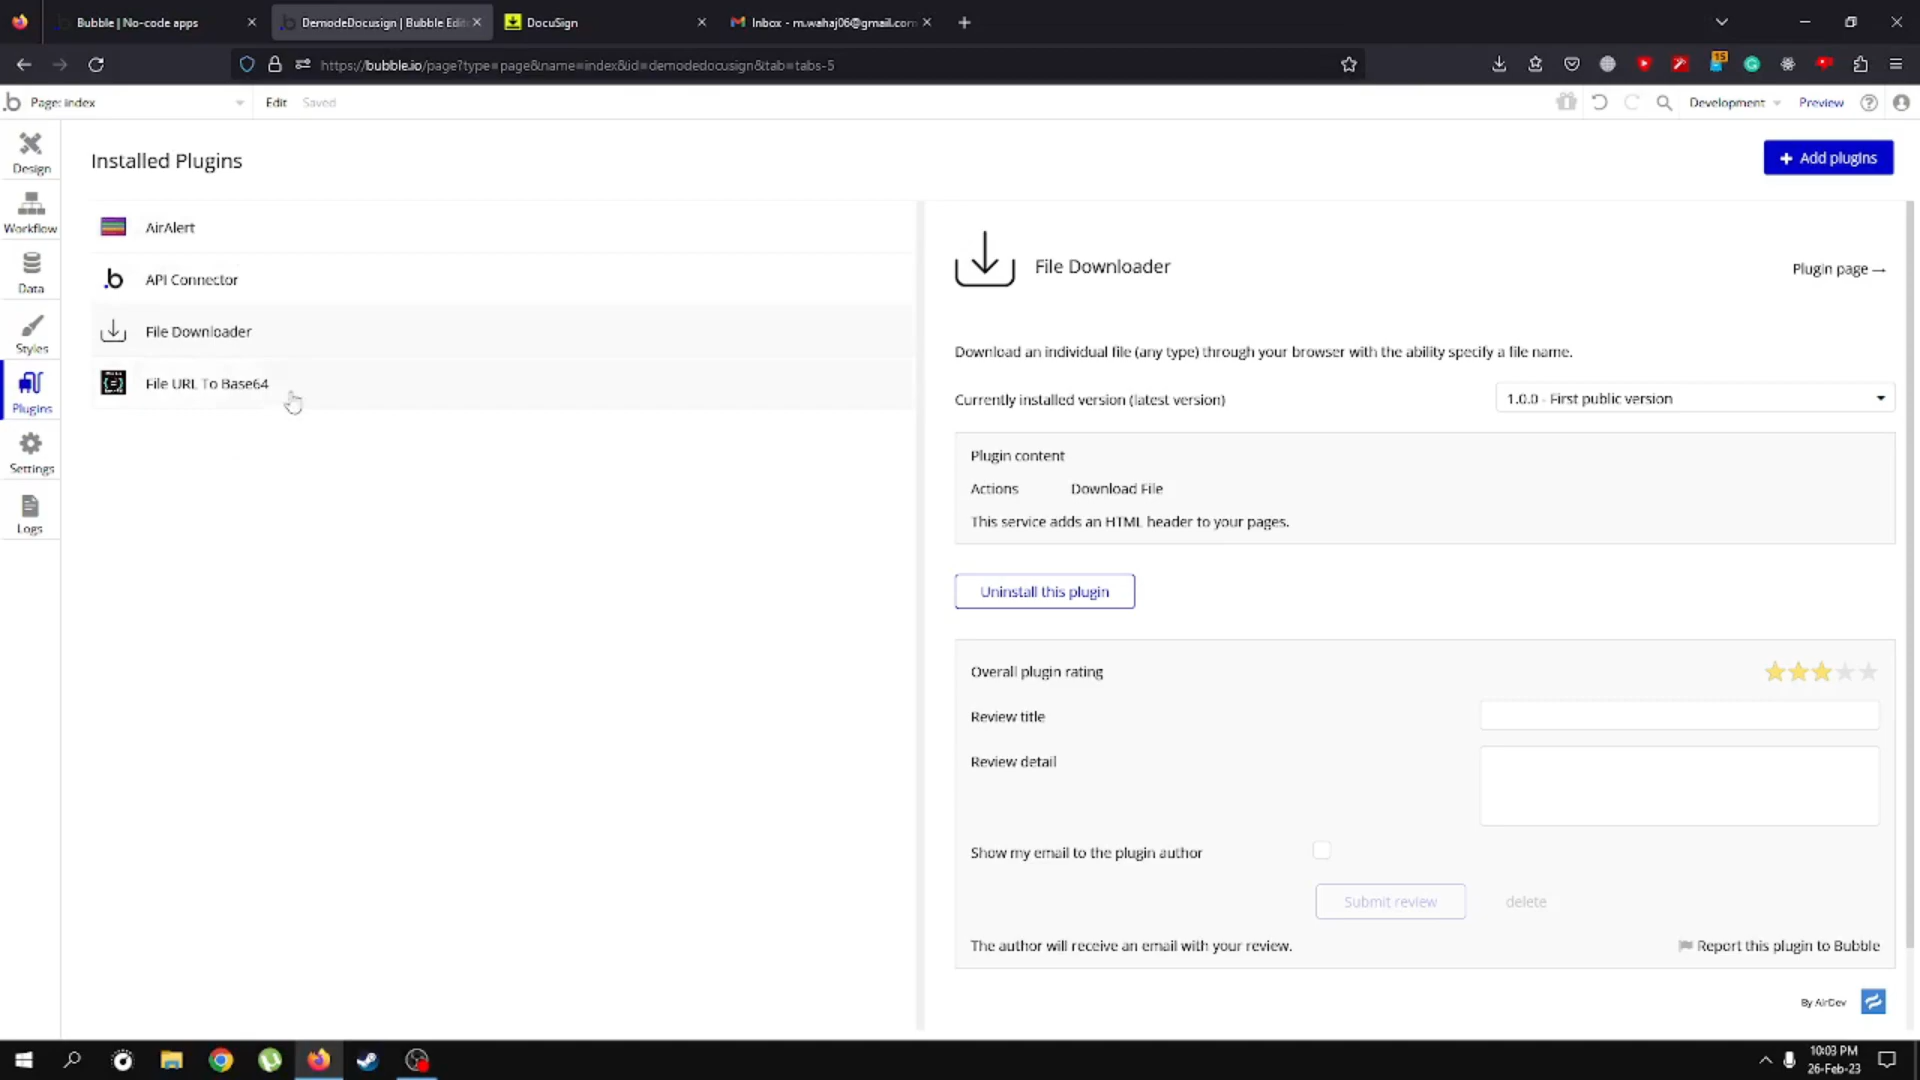 Bubble | No-code apps
DemodeDocusign | Bubble Edit
DocuSign
Inbox - m.wahaj06@gmail.com
https://bubble.io/page?type=page&name=index&id=demodedocusign&tab=tabs-5
15
Page: index
Edit
Saved
Development
Preview
Design
Workflow
Data
Styles
Plugins
Settings
Logs
Installed Plugins
+ Add plugins
AirAlert
API Connector
File Downloader
File URL To Base64
File Downloader
Plugin page →
Download an individual file (any type) through your browser with the ability specify a file name.
Currently installed version (latest version)
1.0.0 - First public version
Plugin content
Actions Download File
This service adds an HTML header to your pages.
Uninstall this plugin
Overall plugin rating
Review title
Review detail
Show my email to the plugin author
Submit review
delete
The author will receive an email with your review.
Report this plugin to Bubble
By AirDev
10:03 PM
26-Feb-23